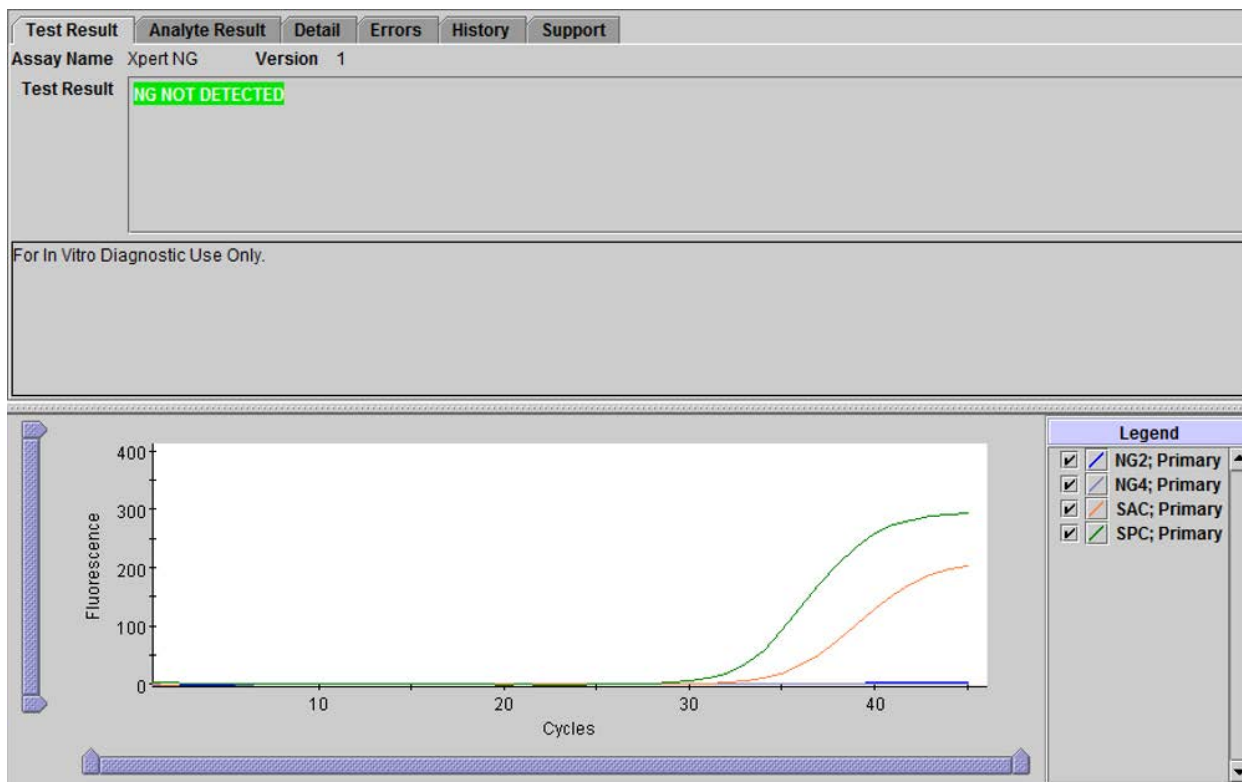 Test Result Analyte Result Detail Errors History Support
Assay Name Xpert NG Version 1
Test Result NG NOT DETECTED
For In Vitro Diagnostic Use Only.
Legend
NG2; Primary
NG4; Primary
SAC; Primary
SPC; Primary
Fluorescence
400
300
200
100
0
10 20 30 40
Cycles